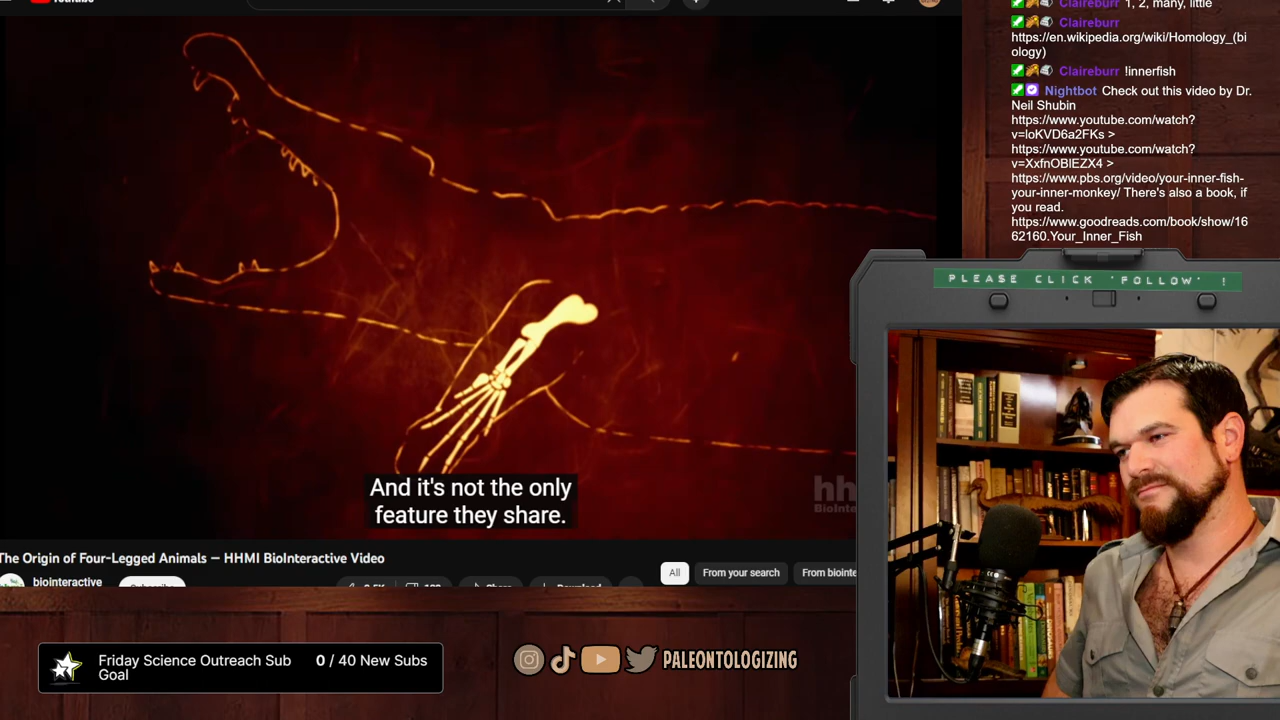 Claireburr 1, 2, many, little
Claireburr
https://en.wikipedia.org/wiki/Homology_(bi
ology)
Claireburr !innerfish
Nightbot Check out this video by Dr.
Neil Shubin
https://www.youtube.com/watch?
v=loKVD6a2FKs >
https://www.youtube.com/watch?
v=XxfnOBlEZX4 >
https://www.pbs.org/video/your-inner-fish-
your-inner-monkey/ There's also a book, if
you read.
https://www.goodreads.com/book/show/16
62160.Your_Inner_Fish
PLEASE CLICK "FOLLOW" !
And it's not the only
feature they share.
The Origin of Four-Legged Animals – HHMI BioInteractive Video
biointeractive
Subscribe
Share
Download
All
From your search
From biointe
Friday Science Outreach Sub
Goal
0 / 40 New Subs
PALEONTOLOGIZING